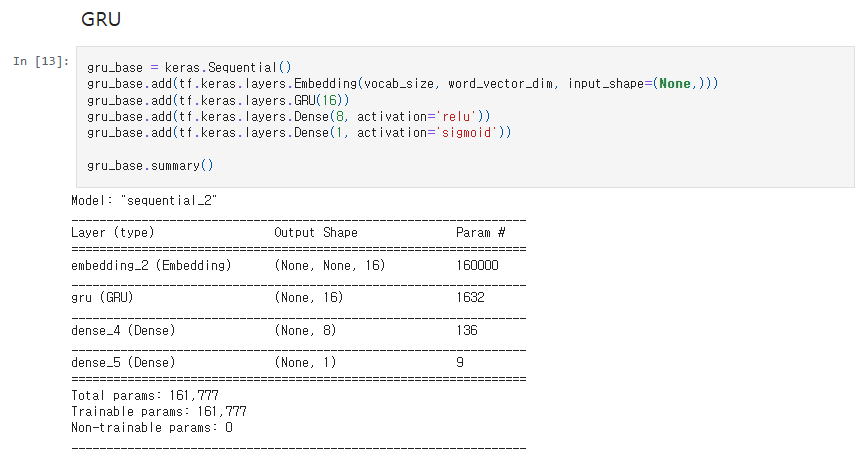 GRU
In [13]:
gru_base = keras.Sequential()
gru_base.add(tf.keras.layers.Embedding(vocab_size, word_vector_dim, input_shape=(None,)))
gru_base.add(tf.keras.layers.GRU(16))
gru_base.add(tf.keras.layers.Dense(8, activation='relu'))
gru_base.add(tf.keras.layers.Dense(1, activation='sigmoid'))
gru_base.summary()
Model: "sequential_2"
_________________________________________________________________
Layer (type)                 Output Shape              Param #
=================================================================
embedding_2 (Embedding)      (None, None, 16)          160000
_________________________________________________________________
gru (GRU)                    (None, 16)                1632
_________________________________________________________________
dense_4 (Dense)              (None, 8)                 136
_________________________________________________________________
dense_5 (Dense)              (None, 1)                 9
=================================================================
Total params: 161,777
Trainable params: 161,777
Non-trainable params: 0
_________________________________________________________________